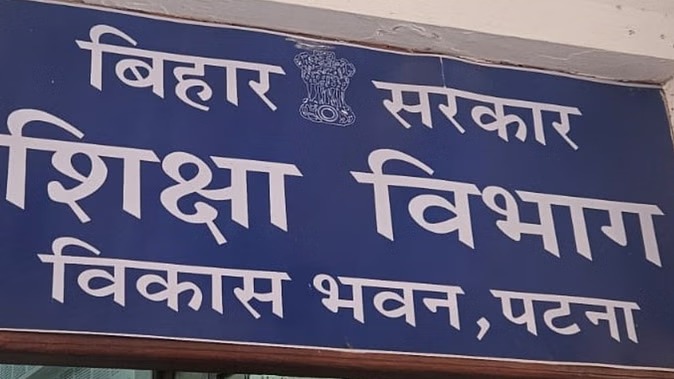 बिहार सरकार
शिक्षा विभाग
विकास भवन, पटना